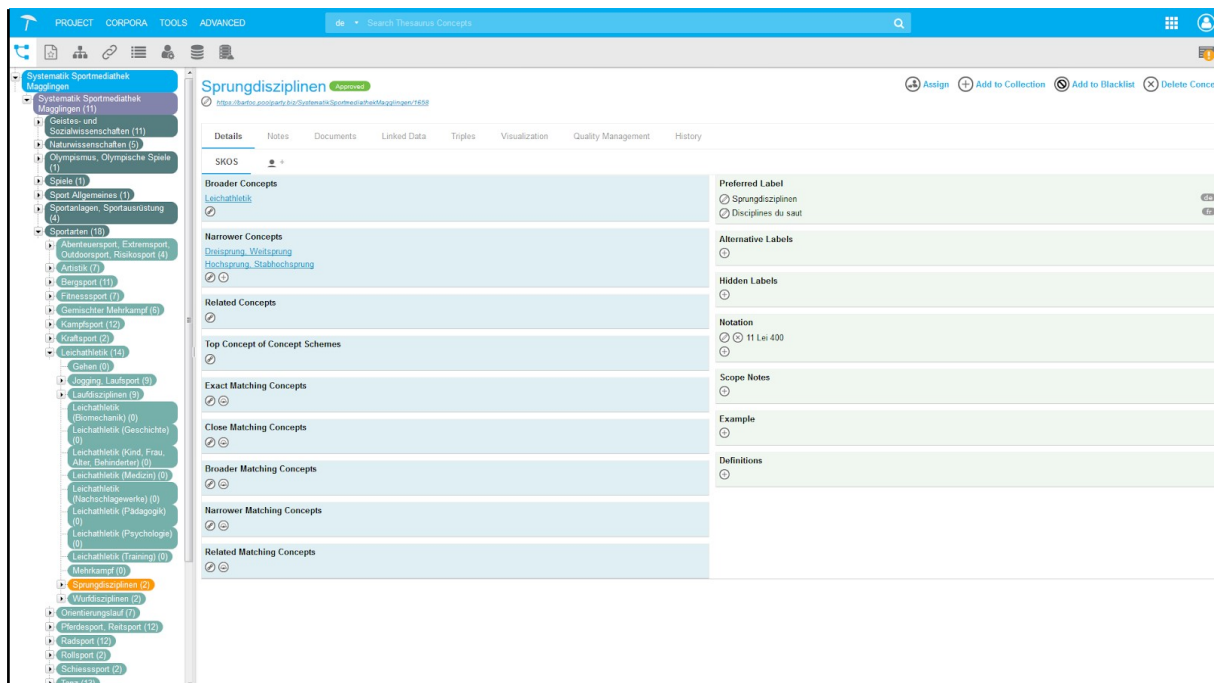 PROJECT CORPORA TOOLS ADVANCED
de Search Thesaurus Concepts
Systematik Sportmediathek
Magglingen
Systematik Sportmediathek
Magglingen (11)
Geistes- und
Sozialwissenschaften (11)
Naturwissenschaften (5)
Olympismus, Olympische Spiele
(1)
Spiele (1)
Sport Allgemeines (1)
Sportanlagen, Sportausrüstung
(4)
Sportarten (18)
Abenteuersport, Extremsport,
Outdoorsport, Risikosport (4)
Artistik (7)
Bergsport (11)
Fitnesssport (7)
Gemischter Mehrkampf (6)
Kampfsport (12)
Kraftsport (2)
Leichathletik (14)
Gehen (0)
Jogging, Laufsport (9)
Laufdisziplinen (9)
Leichathletik
(Biomechanik) (0)
Leichathletik (Geschichte)
(0)
Leichathletik (Kind, Frau,
Alter, Behinderter) (0)
Leichathletik (Medizin) (0)
Leichathletik
(Nachschlagewerke) (0)
Leichathletik (Pädagogik)
(0)
Leichathletik (Psychologie)
(0)
Leichathletik (Training) (0)
Mehrkampf (0)
Sprungdisziplinen (2)
Wurfdisziplinen (2)
Orientierungslauf (7)
Pferdesport, Reitsport (12)
Radsport (12)
Rollsport (2)
Schiesssport (2)
Sprungdisziplinen Approved
https://bartos.poolparty.biz/SystematikSportmediathekMagglingen/1659
Assign Add to Collection Add to Blacklist Delete Conce
Details Notes Documents Linked Data Triples Visualization Quality Management History
SKOS
Broader Concepts
Leichathletik
Narrower Concepts
Dreisprung, Weitsprung
Hochsprung, Stabhochsprung
Related Concepts
Top Concept of Concept Schemes
Exact Matching Concepts
Close Matching Concepts
Broader Matching Concepts
Narrower Matching Concepts
Related Matching Concepts
Preferred Label
Sprungdisziplinen de
Disciplines du saut fr
Alternative Labels
Hidden Labels
Notation
11 Lei 400
Scope Notes
Example
Definitions